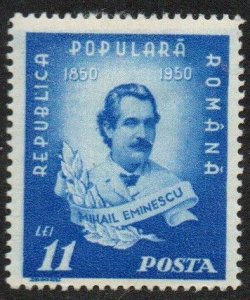 REPUBLICA POPULARĂ ROMÂNĂ
1850 1950
MIHAIL EMINESCU
LEI 11 POSTA